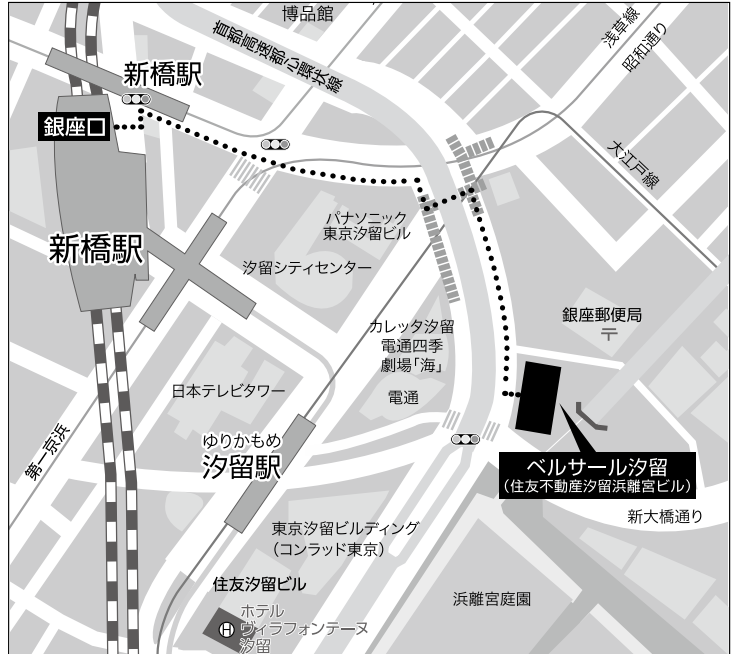 博品館
首都高速都心環状線
浅草線
昭和通り
新橋駅
銀座口
大江戸線
パナソニック
東京汐留ビル
新橋駅
汐留シティセンター
銀座郵便局
カレッタ汐留
電通四季
劇場「海」
日本テレビタワー
電通
第一京浜
ゆりかもめ
汐留駅
ベルサール汐留
(住友不動産汐留浜離宮ビル)
新大橋通り
東京汐留ビルディング
(コンラッド東京)
住友汐留ビル
浜離宮庭園
H
ホテル
ヴィラフォンテーヌ
汐留